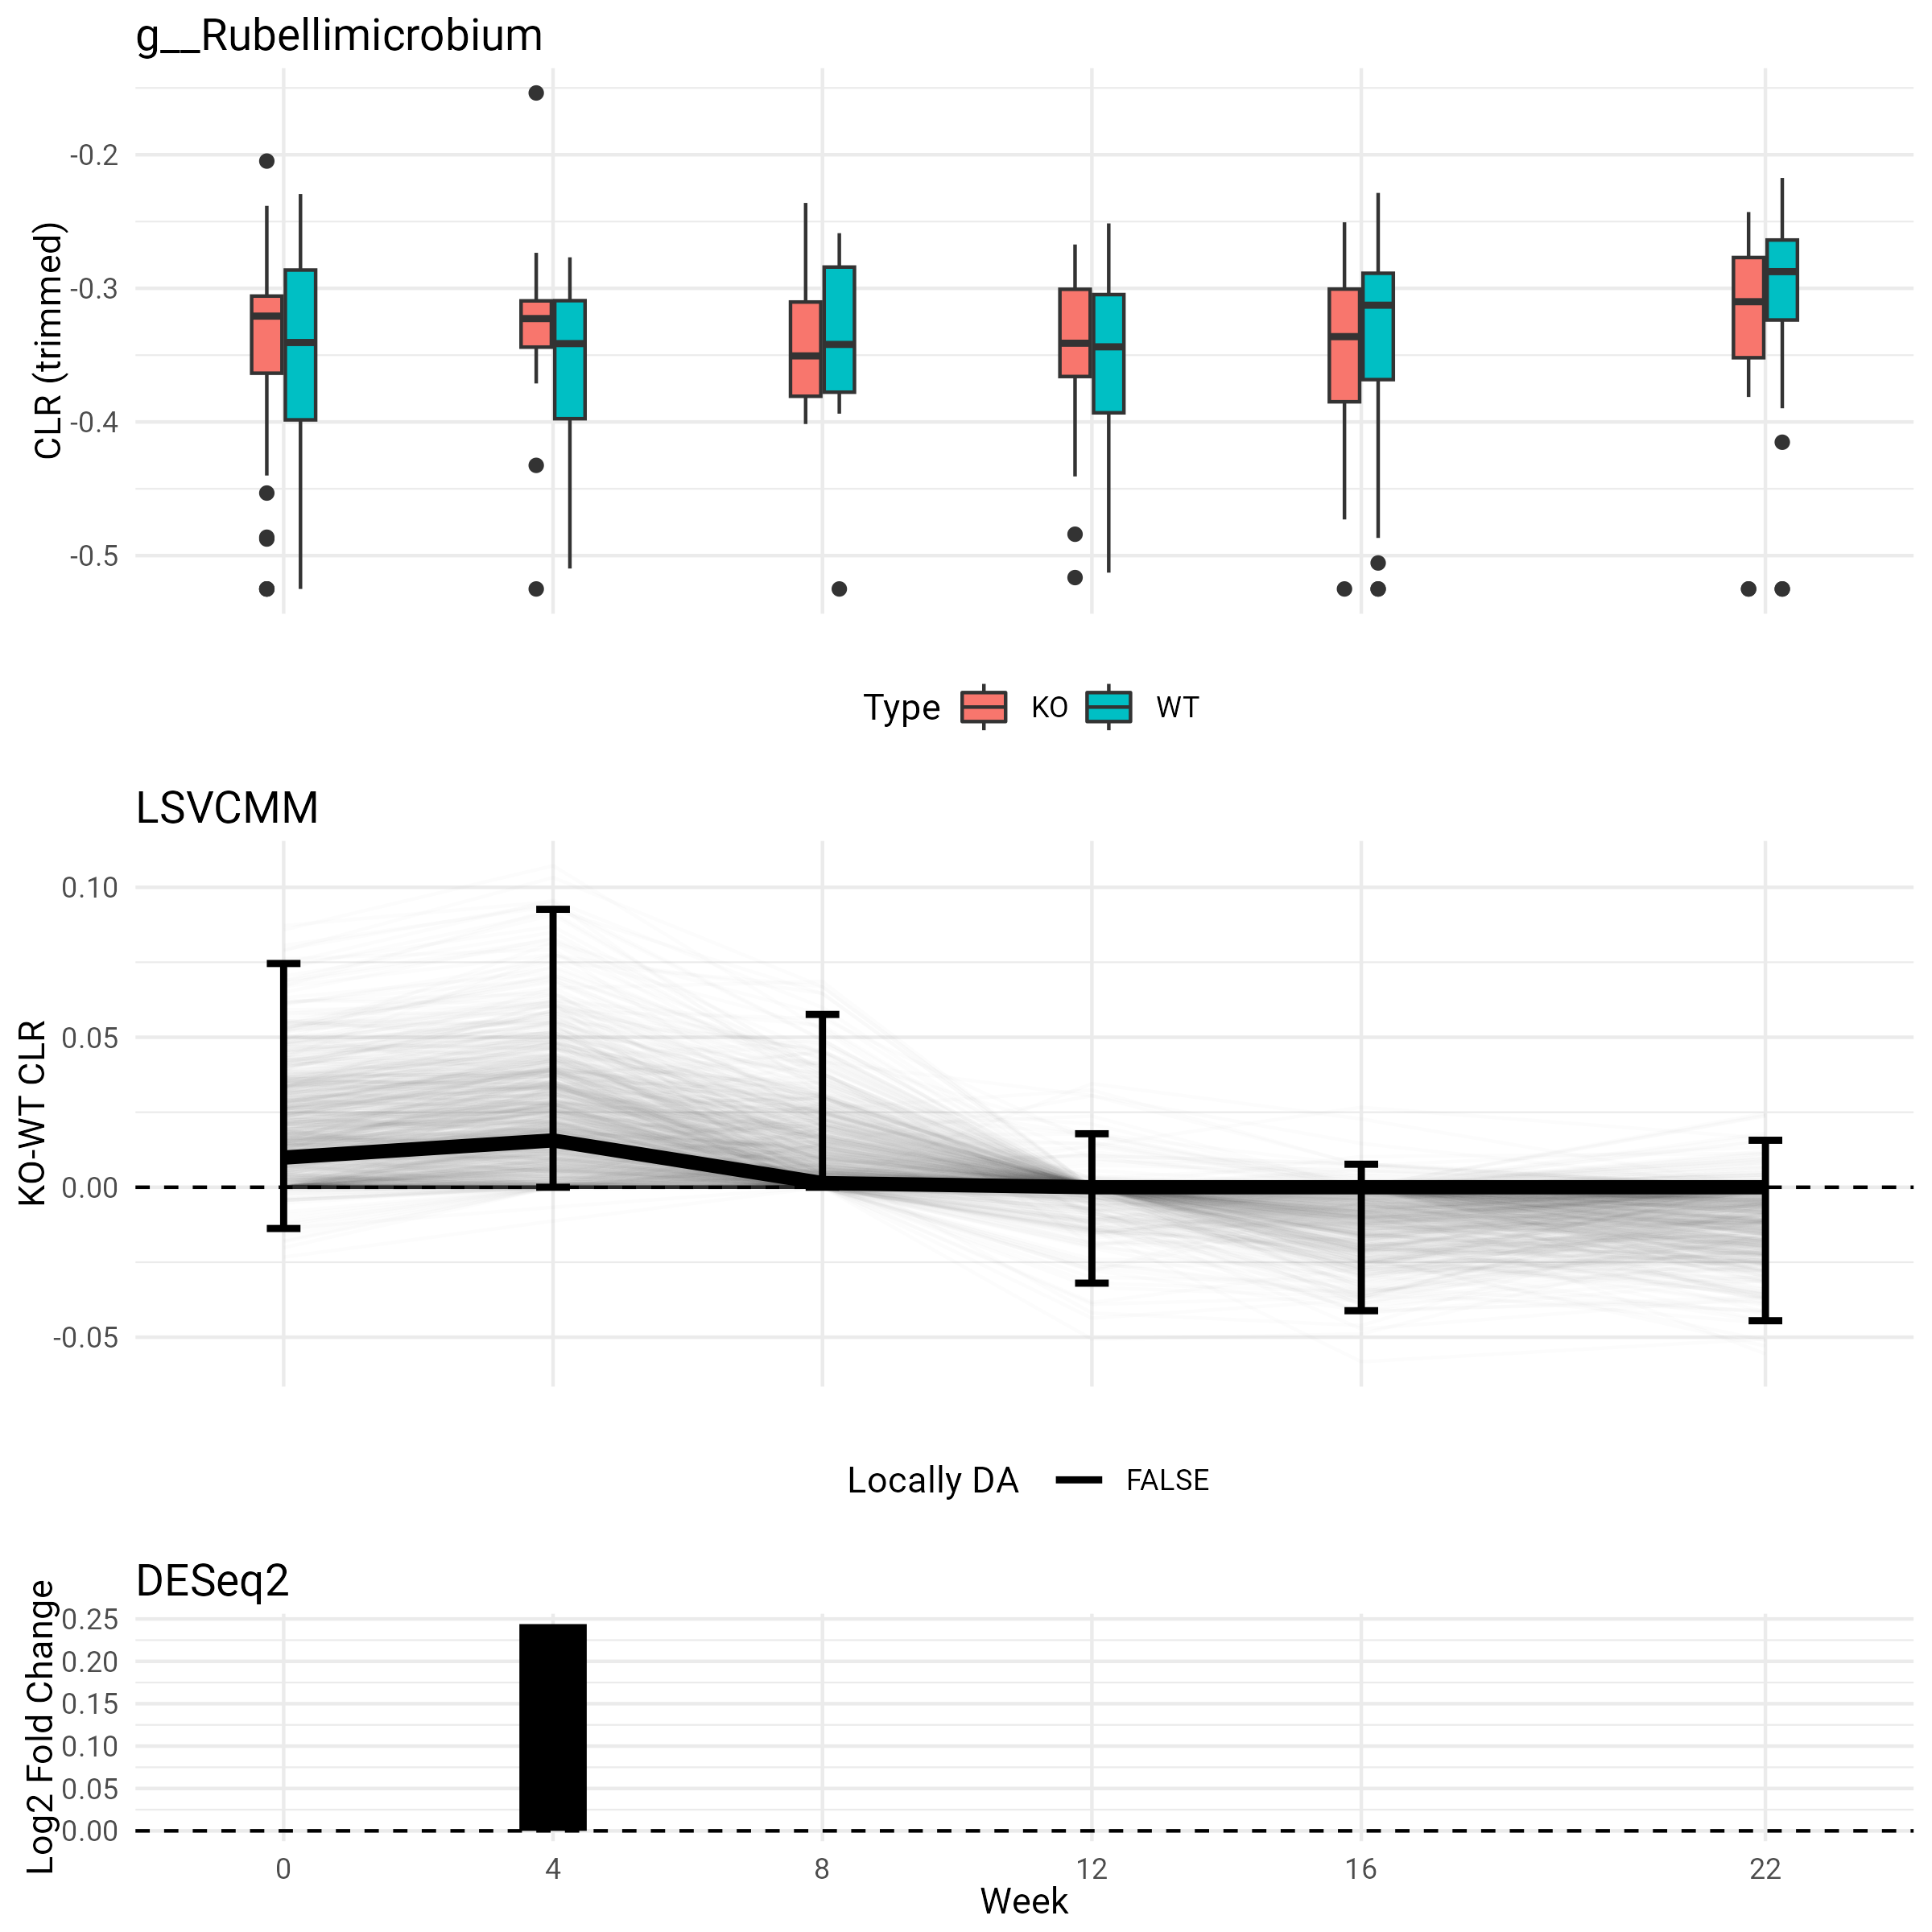 g__Rubellimicrobium
CLR (trimmed)
-0.2
-0.3
-0.4
-0.5
Type KO WT
LSVCMM
KO-WT CLR
0.10
0.05
0.00
-0.05
Locally DA FALSE
DESeq2
Log2 Fold Change
0.25
0.20
0.15
0.10
0.05
0.00
0 4 8 12 16 22
Week